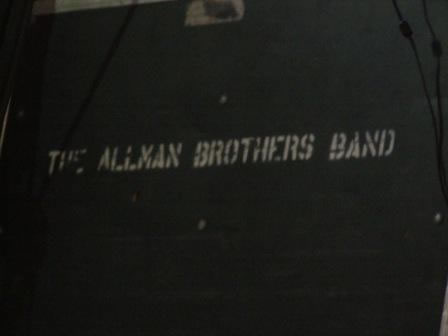 THE ALLMAN BROTHERS BAND